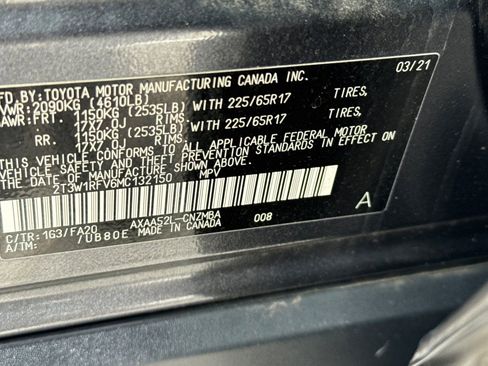 MFD.BY:TOYOTA MOTOR MANUFACTURING CANADA INC. 03/21
GVWR:2090KG (4610LB)
GAWR:FRT. 1150KG (2535LB) WITH 225/65R17 TIRES,
17X7.0J RIMS
RR. 1150KG (2535LB) WITH 225/65R17 TIRES,
17X7.0J RIMS
THIS VEHICLE CONFORMS TO ALL APPLICABLE FEDERAL MOTOR
VEHICLE SAFETY AND THEFT PREVENTION STANDARDS IN EFFECT ON
THE DATE OF MANUFACTURE SHOWN ABOVE.
2T3W1RFV6MC132150 MPV
A
C/TR:1G3/FA20 AXAA52L-CNZMBA 008
A/TM: /UB80E MADE IN CANADA